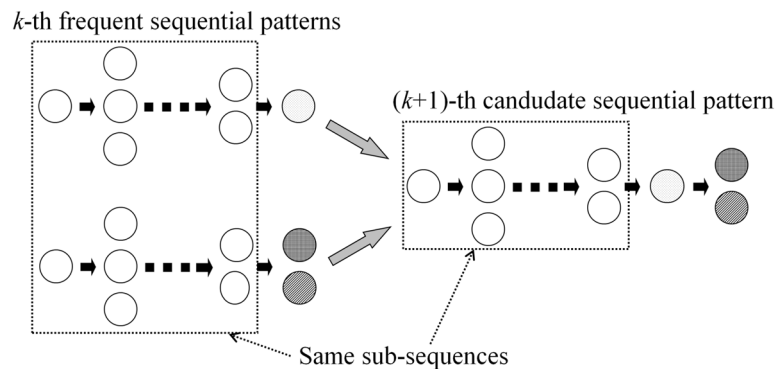 k-th frequent sequential patterns
(k+1)-th candudate sequential pattern
Same sub-sequences